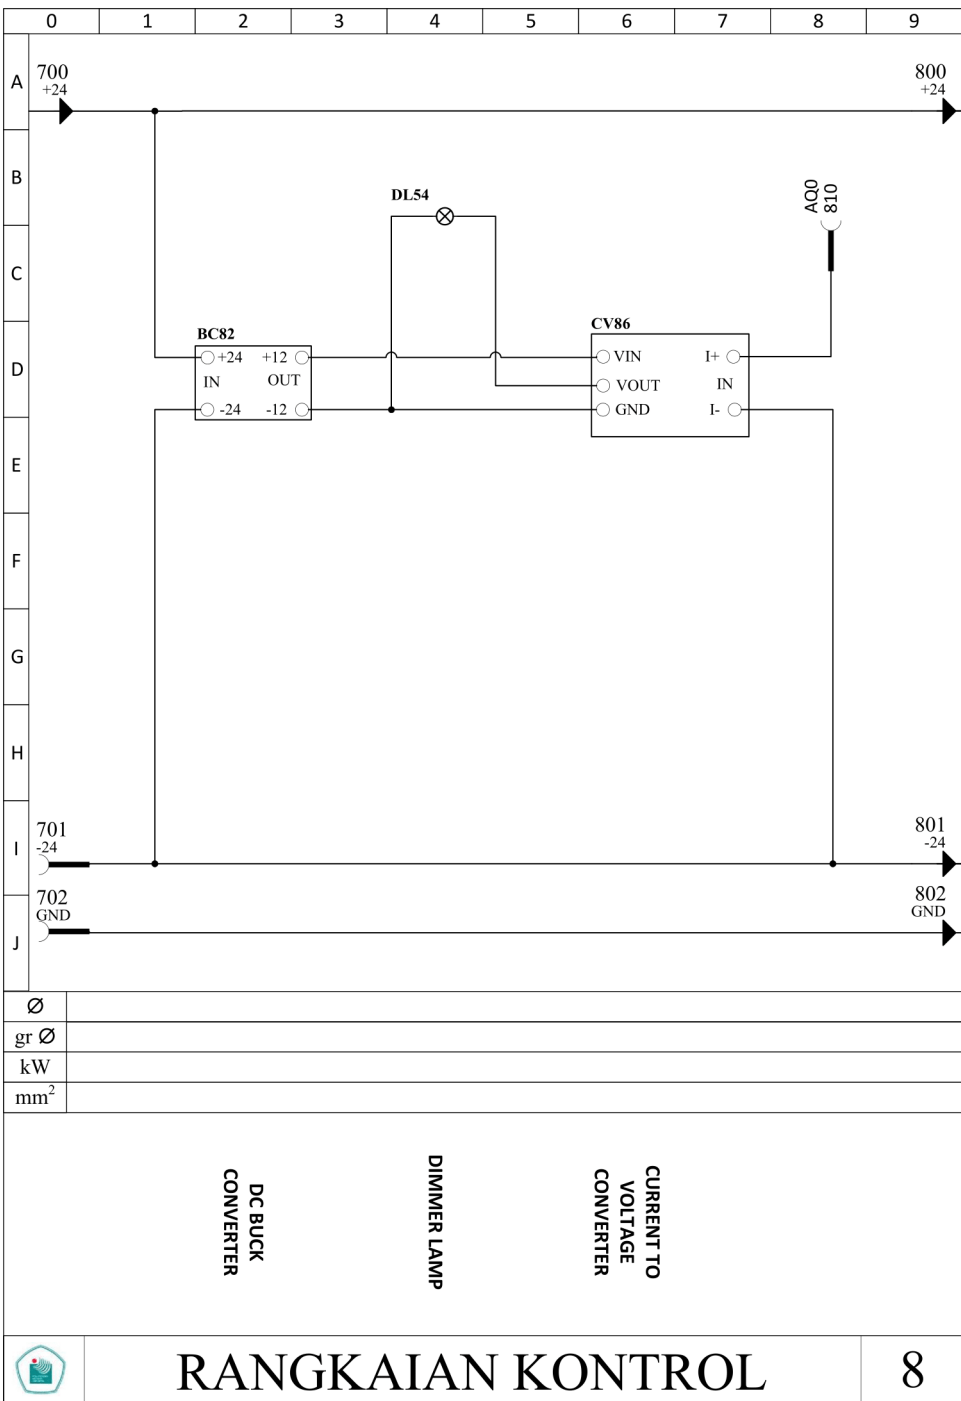 0 1 2 3 4 5 6 7 8 9
A
700
+24
800
+24
B
DL54
AQ0
810
C
CV86
BC82
D
+24 +12
VIN I+
IN OUT
VOUT IN
-24 -12
GND I-
E
F
G
H
I
701
-24
801
-24
J
702
GND
802
GND
Ø
gr Ø
kW
mm²
DC BUCK
CONVERTER
DIMMER LAMP
CURRENT TO
VOLTAGE
CONVERTER
RANGKAIAN KONTROL 8